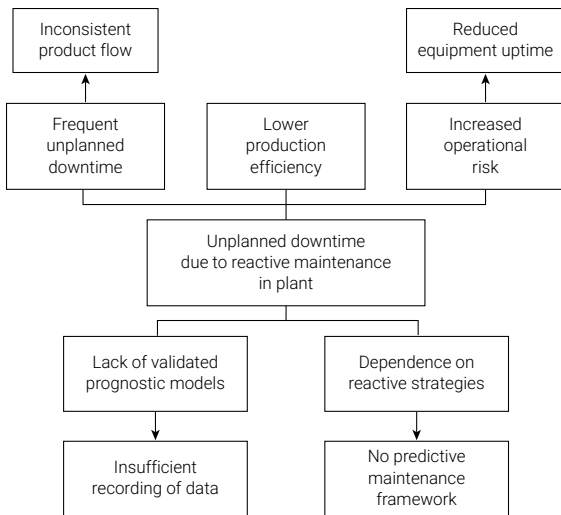 Inconsistent
product flow
Reduced
equipment uptime
Frequent
unplanned
downtime
Lower
production
efficiency
Increased
operational
risk
Unplanned downtime
due to reactive maintenance
in plant
Lack of validated
prognostic models
Dependence on
reactive strategies
Insufficient
recording of data
No predictive
maintenance
framework